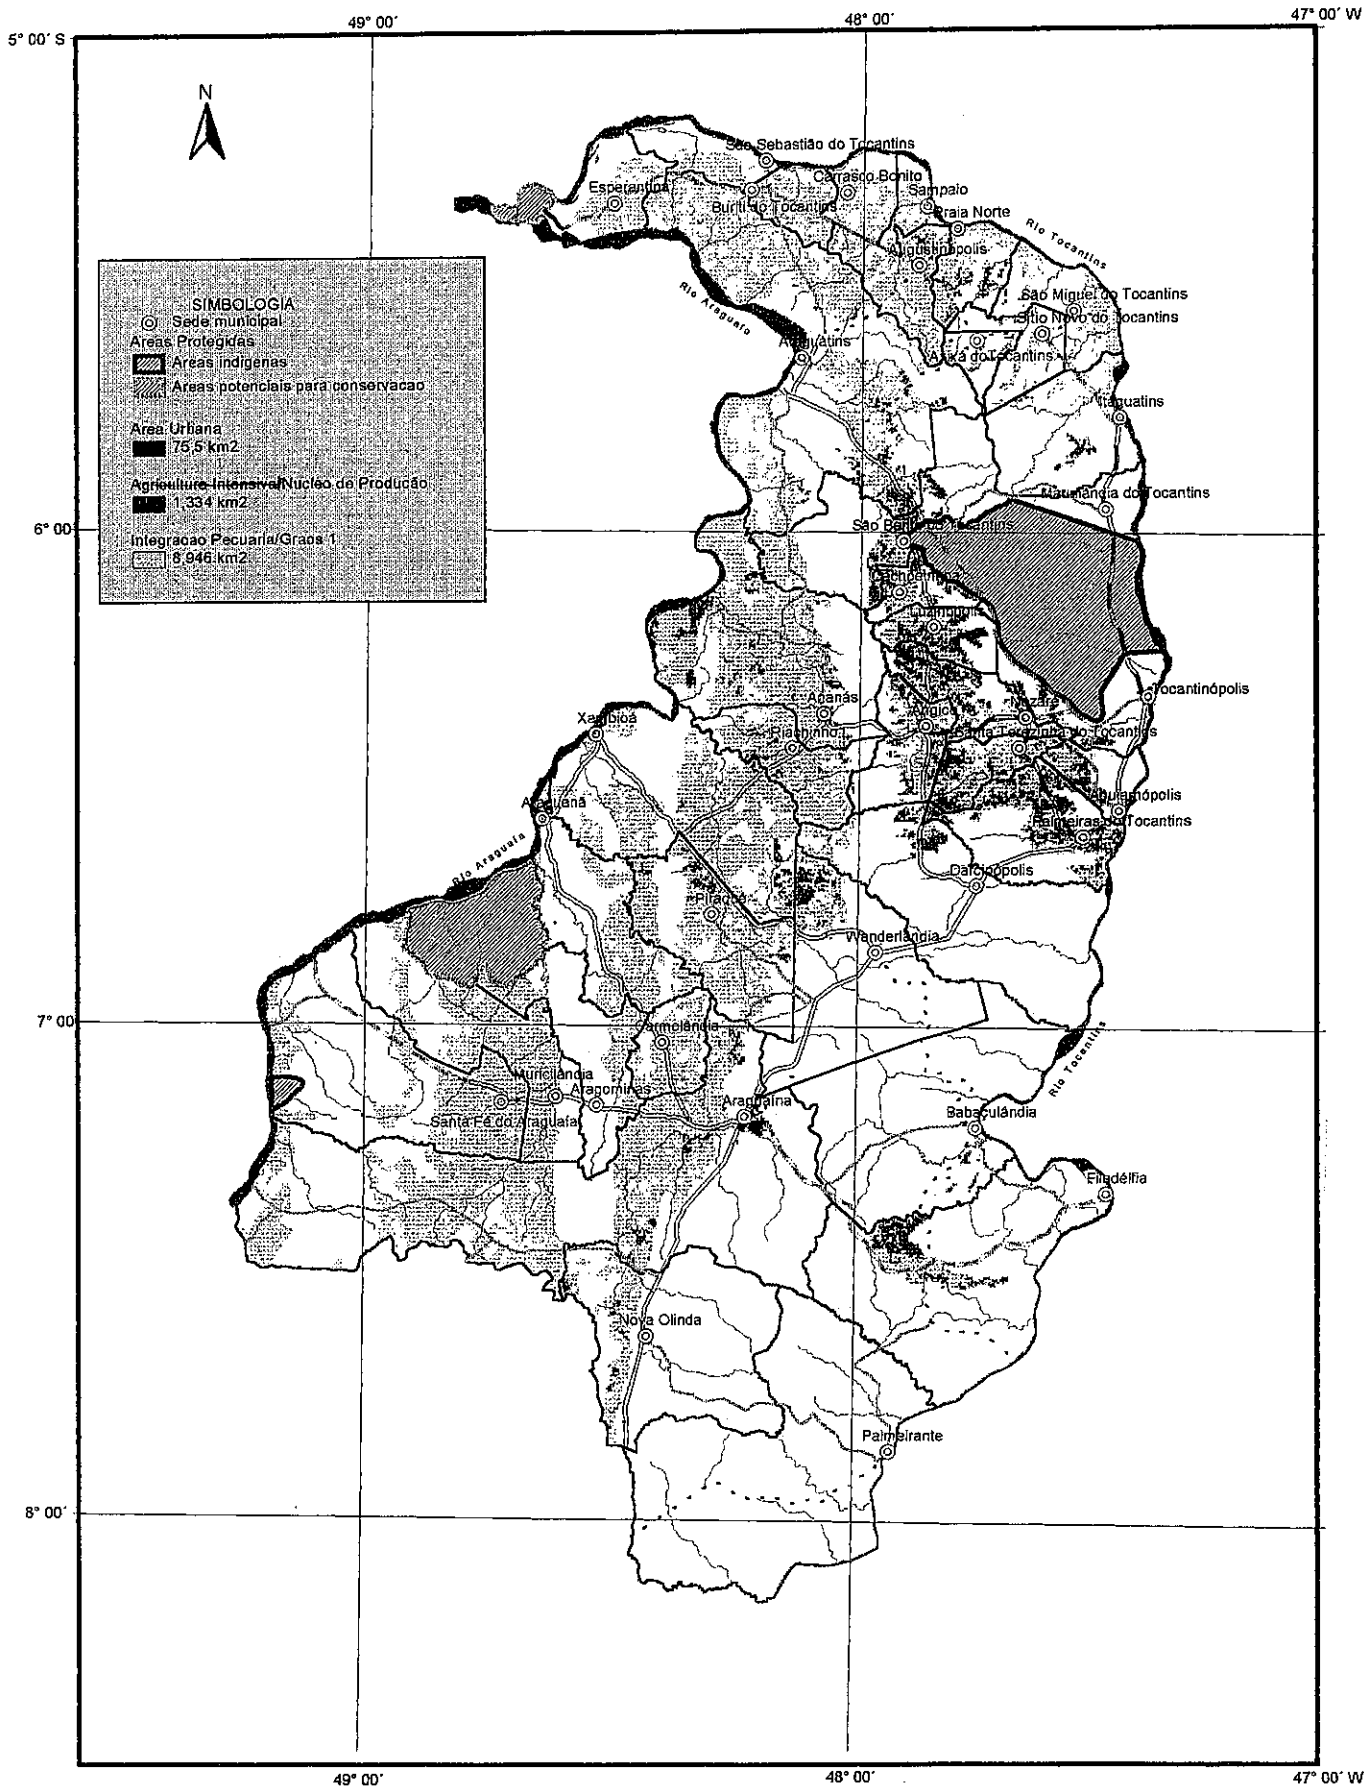 49° 00'
48° 00'
47° 00' W
5° 00' S
N
São Sebastião do Tocantins
Esperantina
Carrasco Bonito
Buriti do Tocantins
Sampaio
Praia Norte
Rio Tocantins
Augustinópolis
São Miguel do Tocantins
Sítio Novo do Tocantins
Rio Araguaia
Araguatins
Axixá do Tocantins
Itaguatins
SIMBOLOGIA
Sede municipal
Areas Protegidas
Areas indigenas
Areas potenciais para conservacao
Area Urbana
75,5 km2
Agricultura Intensiva/Nucleo de Produção
1,334 km2
Integracao Pecuaria/Graos 1
8,946 km2
Maurilândia do Tocantins
6° 00'
São Bento do Tocantins
Cachoeirinha
Luzinópolis
Tocantinópolis
Ananás
Nazaré
Angico
Xambioá
Riachinho
Santa Terezinha do Tocantins
Araguanã
Aguiarnópolis
Palmeiras do Tocantins
Rio Araguaia
Darcinópolis
Piraquê
Wanderlândia
7° 00'
Carmolândia
Rio Tocantins
Muricilândia
Aragominas
Araguaína
Babaçulândia
Santa Fé do Araguaia
Filadélfia
Nova Olinda
Palmeirante
8° 00'
49° 00'
48° 00'
47° 00' W